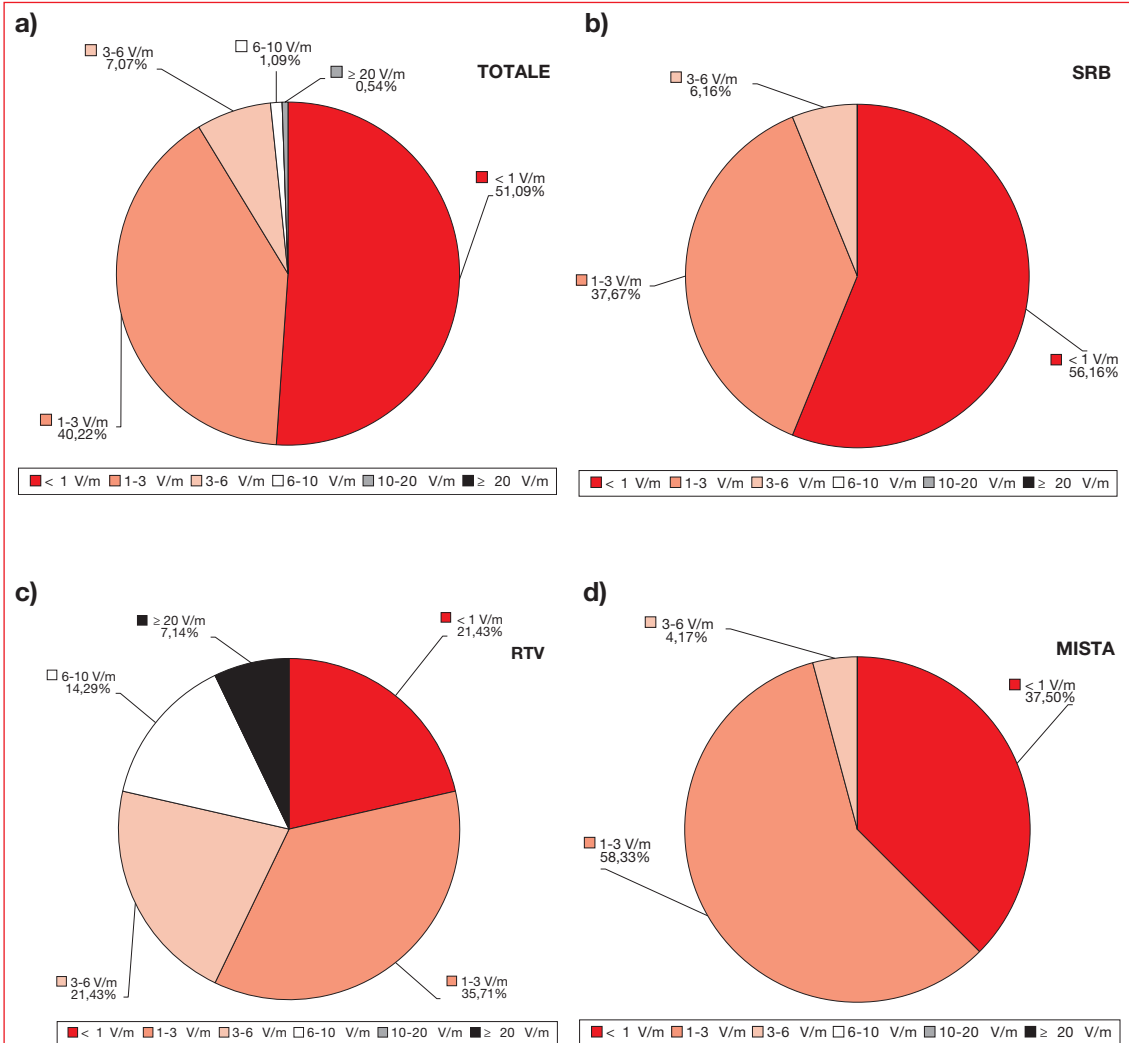 a)
TOTALE
3-6 V/m
7,07%
6-10 V/m
1,09%
≥ 20 V/m
0,54%
< 1 V/m
51,09%
1-3 V/m
40,22%
< 1 V/m 1-3 V/m 3-6 V/m 6-10 V/m 10-20 V/m ≥ 20 V/m
b)
SRB
3-6 V/m
6,16%
1-3 V/m
37,67%
< 1 V/m
56,16%
< 1 V/m 1-3 V/m 3-6 V/m 6-10 V/m 10-20 V/m ≥ 20 V/m
c)
RTV
≥ 20 V/m
7,14%
< 1 V/m
21,43%
6-10 V/m
14,29%
3-6 V/m
21,43%
1-3 V/m
35,71%
< 1 V/m 1-3 V/m 3-6 V/m 6-10 V/m 10-20 V/m ≥ 20 V/m
d)
MISTA
3-6 V/m
4,17%
< 1 V/m
37,50%
1-3 V/m
58,33%
< 1 V/m 1-3 V/m 3-6 V/m 6-10 V/m 10-20 V/m ≥ 20 V/m